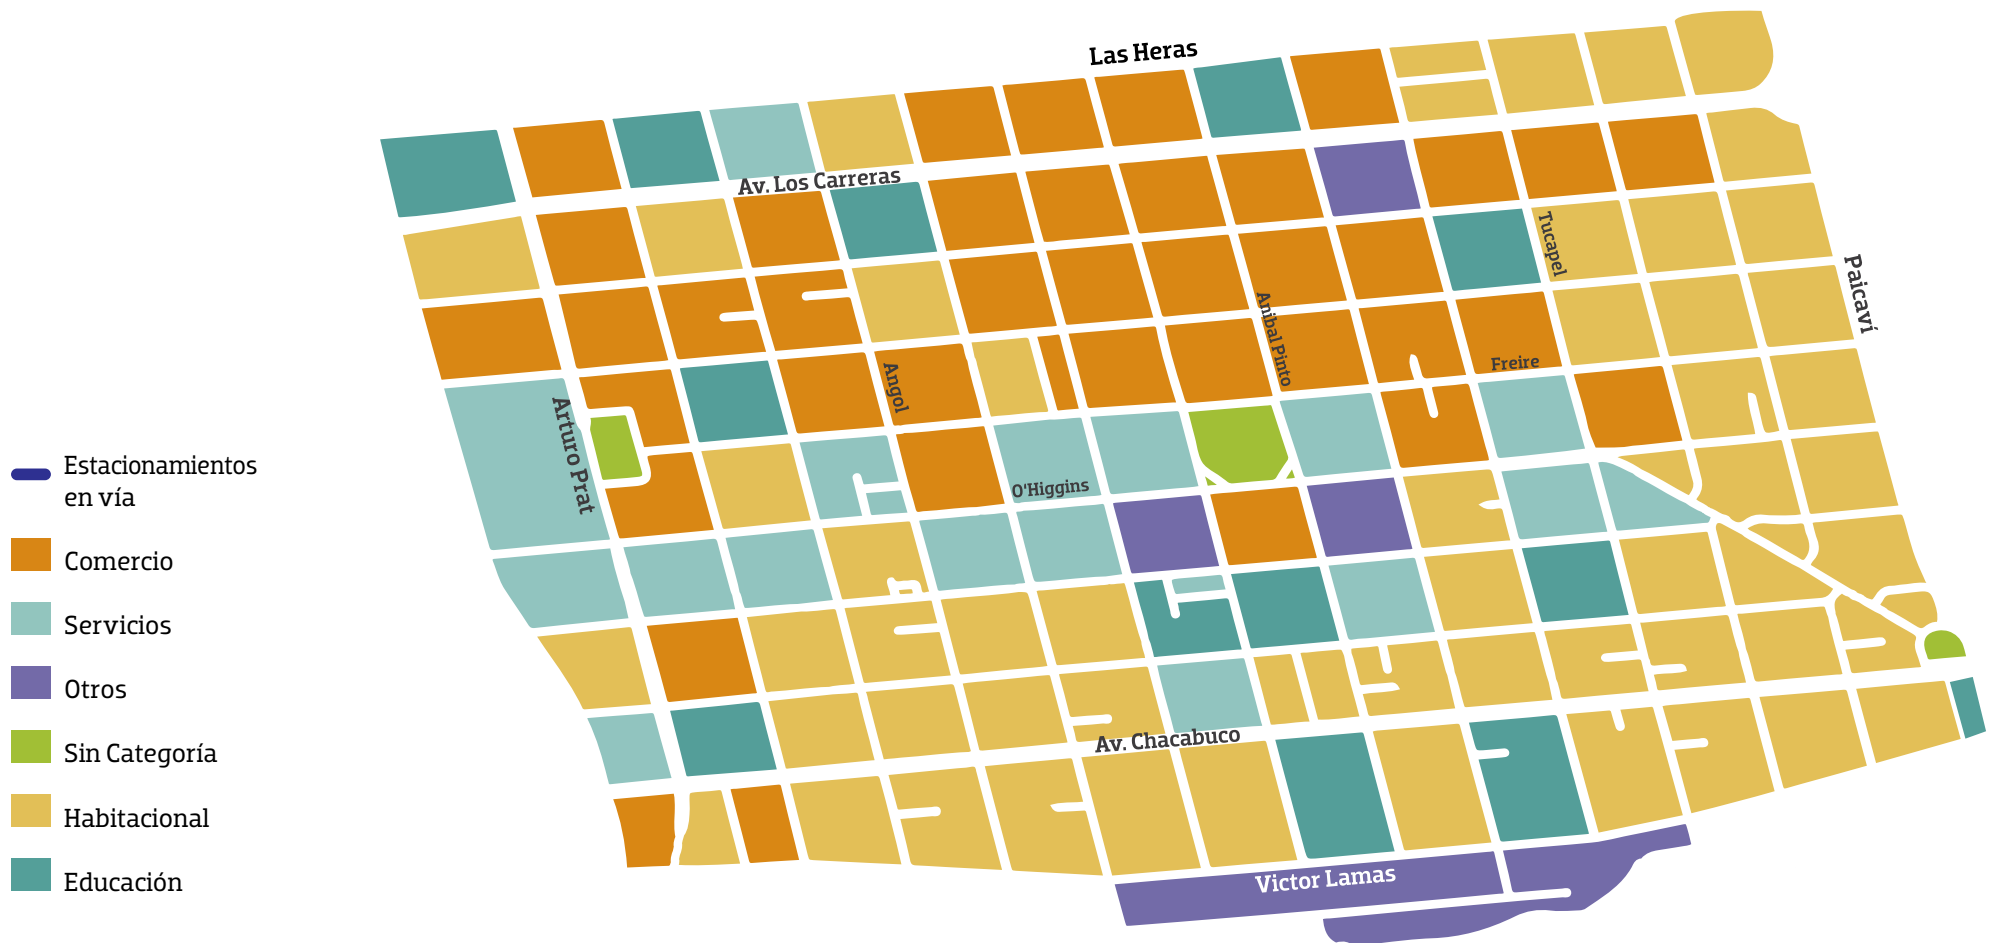 Las Heras
Av. Los Carreras
Tucapel
Paicaví
Anibal Pinto
Freire
Angol
Arturo Prat
O'Higgins
Av. Chacabuco
Victor Lamas
Estacionamientos
en vía
Comercio
Servicios
Otros
Sin Categoría
Habitacional
Educación